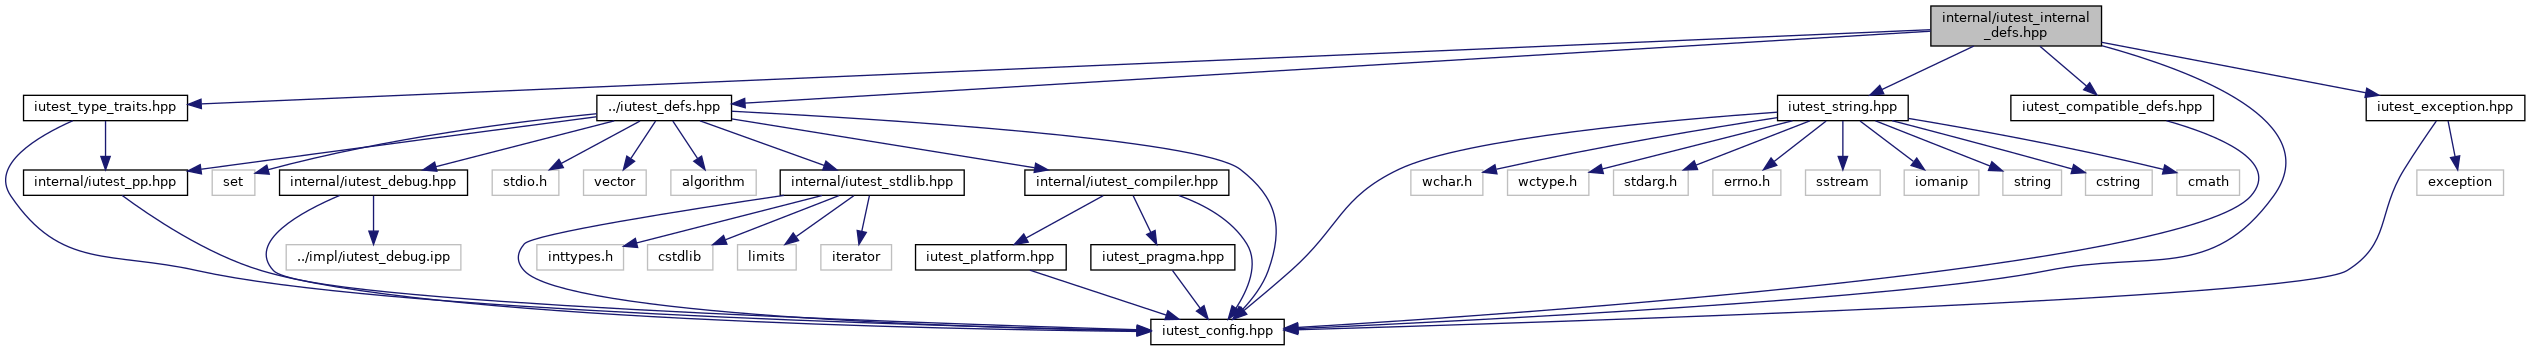 internal/iutest_internal
_defs.hpp
iutest_type_traits.hpp
../iutest_defs.hpp
iutest_string.hpp
iutest_compatible_defs.hpp
iutest_exception.hpp
internal/iutest_pp.hpp
set
internal/iutest_debug.hpp
stdio.h
vector
algorithm
internal/iutest_stdlib.hpp
internal/iutest_compiler.hpp
wchar.h
wctype.h
stdarg.h
errno.h
sstream
iomanip
string
cstring
cmath
exception
../impl/iutest_debug.ipp
inttypes.h
cstdlib
limits
iterator
iutest_platform.hpp
iutest_pragma.hpp
iutest_config.hpp